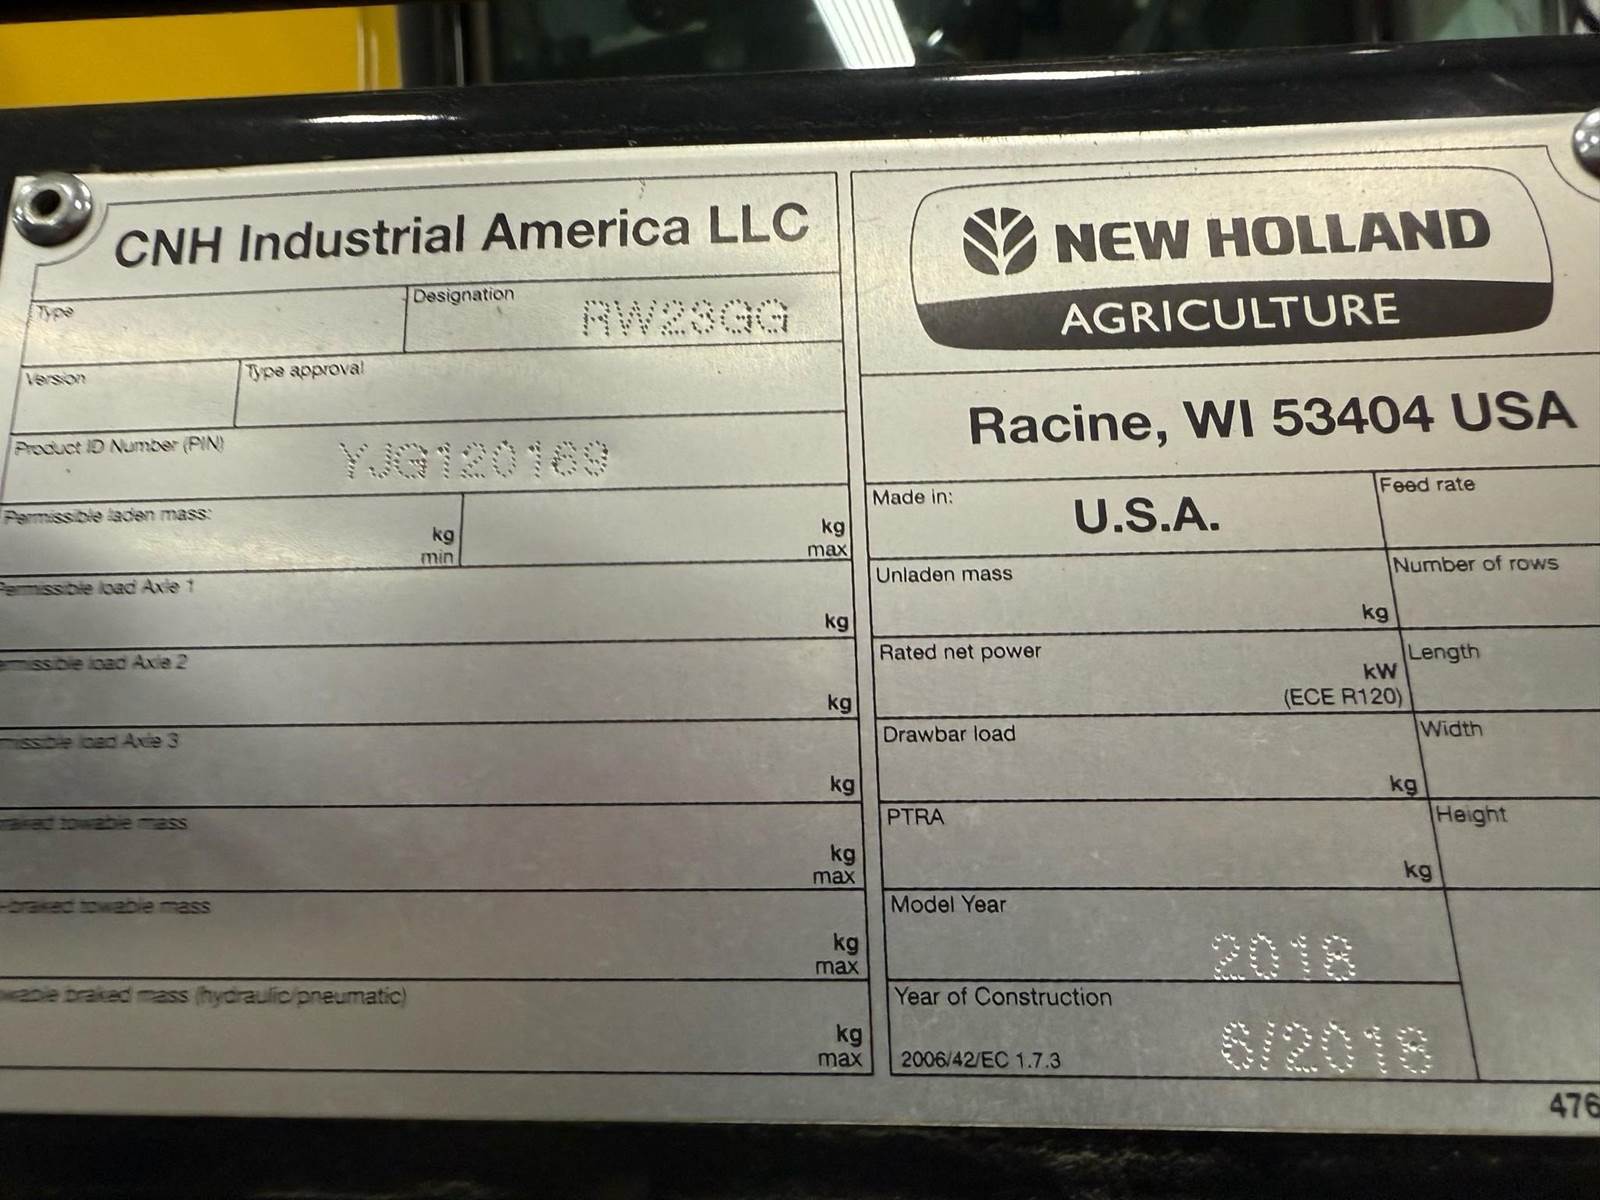 CNH Industrial America LLC
Type
Designation AW23GG
Version
Type approval
Product ID Number (PIN) YJG120169
Permissible laden mass:
kg
min
kg
max
Permissible load Axle 1
kg
Permissible load Axle 2
kg
missible load Axle 3
kg
braked towable mass
kg
max
-braked towable mass
kg
max
towable braked mass (hydraulic/pneumatic)
kg
max
NEW HOLLAND
AGRICULTURE
Racine, WI 53404 USA
Made in: U.S.A.
Feed rate
Unladen mass
kg
Number of rows
Rated net power
kW
(ECE R120)
Length
Drawbar load
kg
Width
PTRA
kg
Height
Model Year
2018
Year of Construction
2006/42/EC 1.7.3
6/2018
476